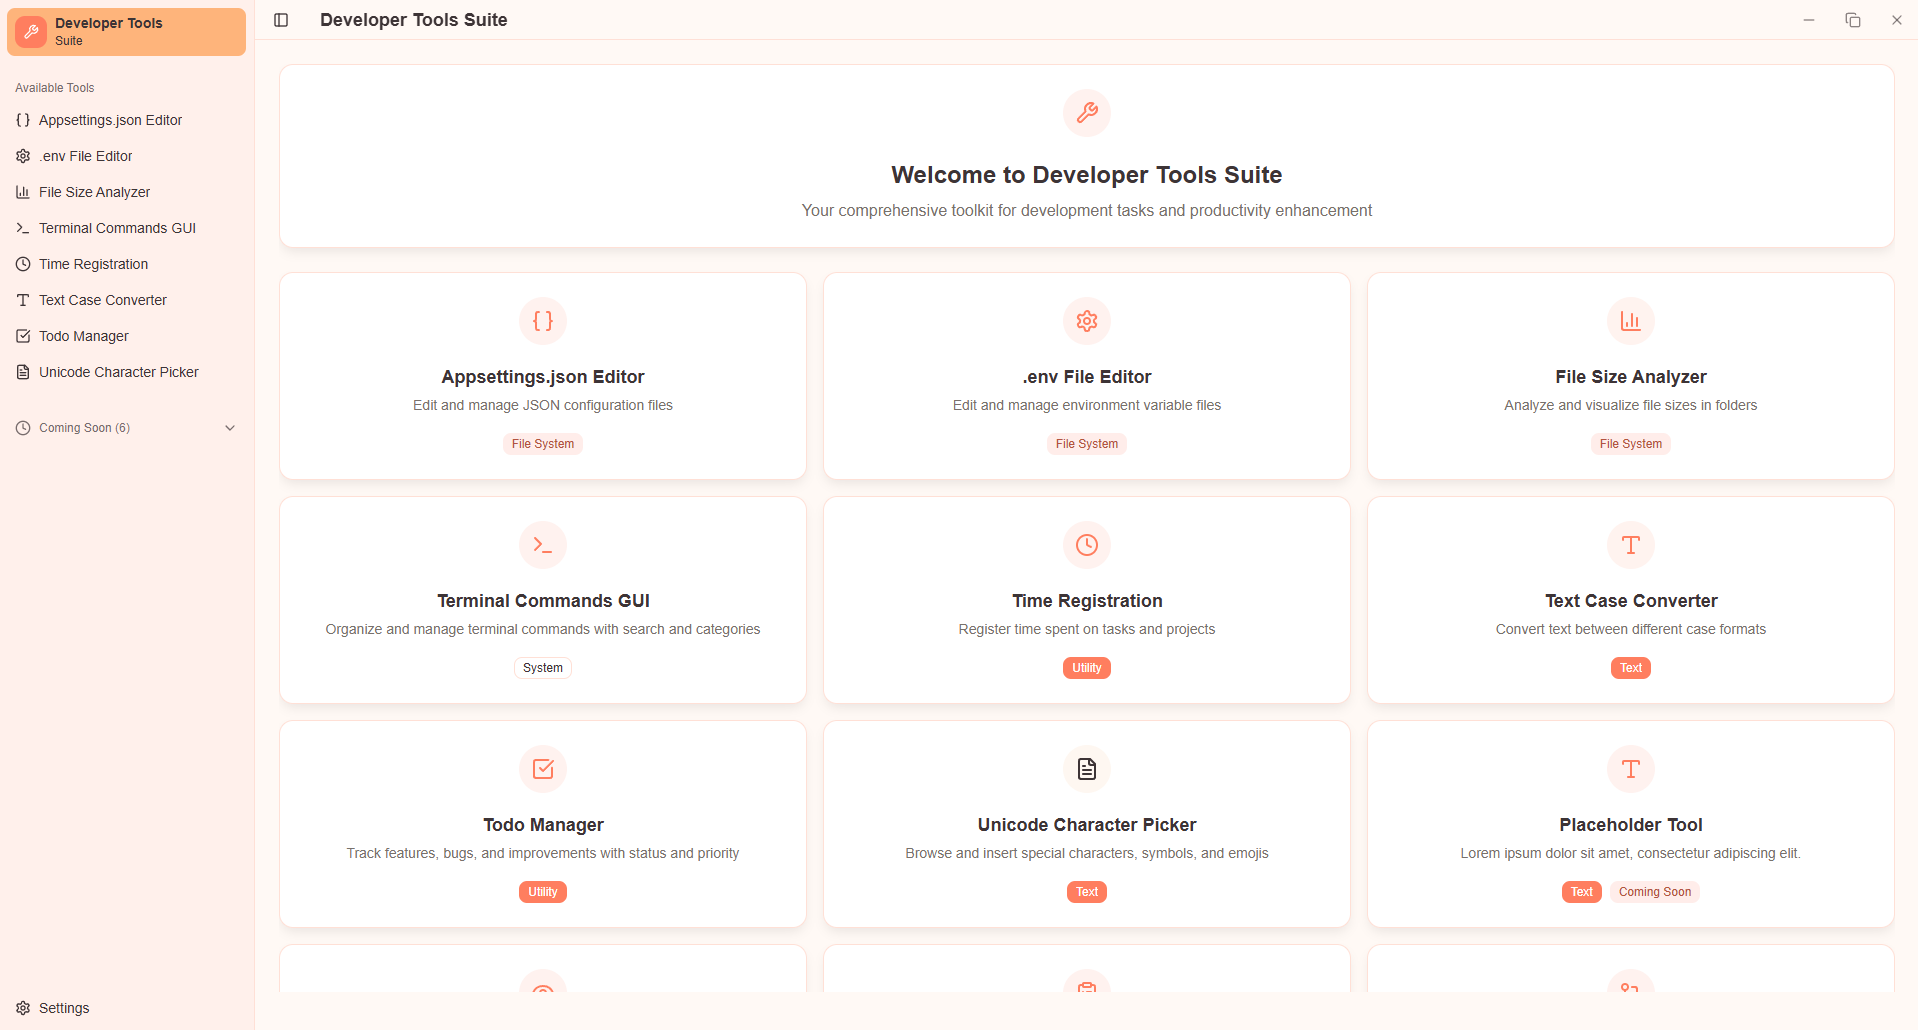 Developer Tools
Suite
Developer Tools Suite
Available Tools
Appsettings.json Editor
.env File Editor
File Size Analyzer
Terminal Commands GUI
Time Registration
Text Case Converter
Todo Manager
Unicode Character Picker
Coming Soon (6)
Settings
Welcome to Developer Tools Suite
Your comprehensive toolkit for development tasks and productivity enhancement
Appsettings.json Editor
Edit and manage JSON configuration files
File System
.env File Editor
Edit and manage environment variable files
File System
File Size Analyzer
Analyze and visualize file sizes in folders
File System
Terminal Commands GUI
Organize and manage terminal commands with search and categories
System
Time Registration
Register time spent on tasks and projects
Utility
Text Case Converter
Convert text between different case formats
Text
Todo Manager
Track features, bugs, and improvements with status and priority
Utility
Unicode Character Picker
Browse and insert special characters, symbols, and emojis
Text
Placeholder Tool
Lorem ipsum dolor sit amet, consectetur adipiscing elit.
Text Coming Soon